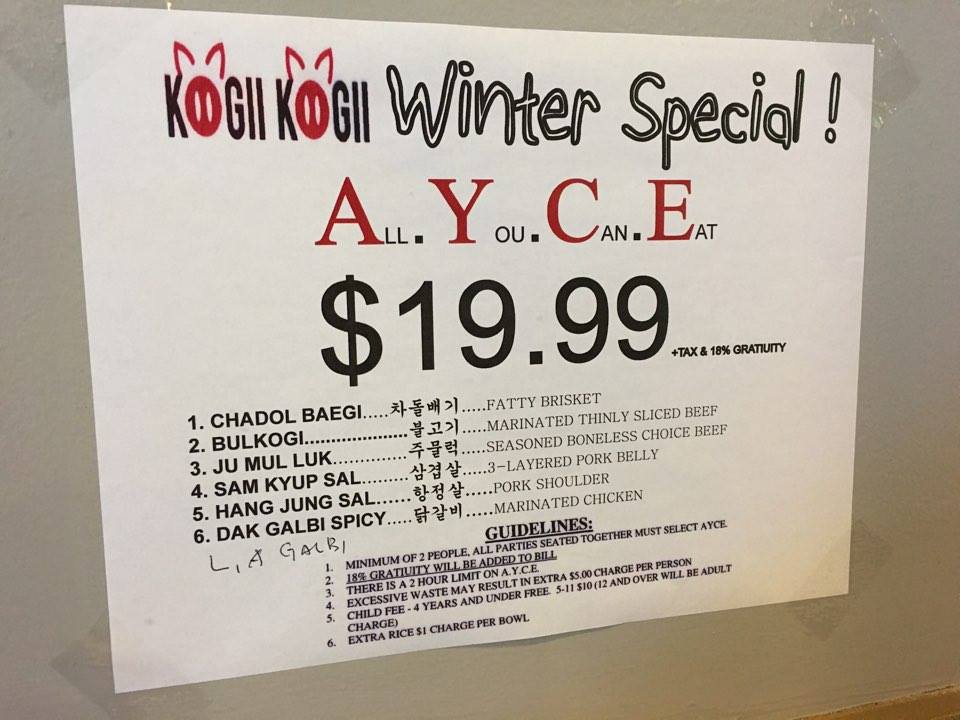 KOGII KOGII Winter Special !
ALL.YOU.CAN.EAT
$19.99 +TAX & 18% GRATIUITY
1. CHADOL BAEGI.....차돌배기.....FATTY BRISKET
2. BULKOGI.....................불고기.....MARINATED THINLY SLICED BEEF
3. JU MUL LUK..............주물럭.....SEASONED BONELESS CHOICE BEEF
4. SAM KYUP SAL.........삼겹살.....3-LAYERED PORK BELLY
5. HANG JUNG SAL......항정살.....PORK SHOULDER
6. DAK GALBI SPICY.....닭갈비.....MARINATED CHICKEN
L,A GALBI
GUIDELINES:
1. MINIMUM OF 2 PEOPLE, ALL PARTIES SEATED TOGETHER MUST SELECT AYCE.
2. 18% GRATIUITY WILL BE ADDED TO BILL
3. THERE IS A 2 HOUR LIMIT ON A.Y.C.E.
4. EXCESSIVE WASTE MAY RESULT IN EXTRA $5.00 CHARGE PER PERSON
5. CHILD FEE - 4 YEARS AND UNDER FREE. 5-11 $10 (12 AND OVER WILL BE ADULT
CHARGE)
6. EXTRA RICE $1 CHARGE PER BOWL